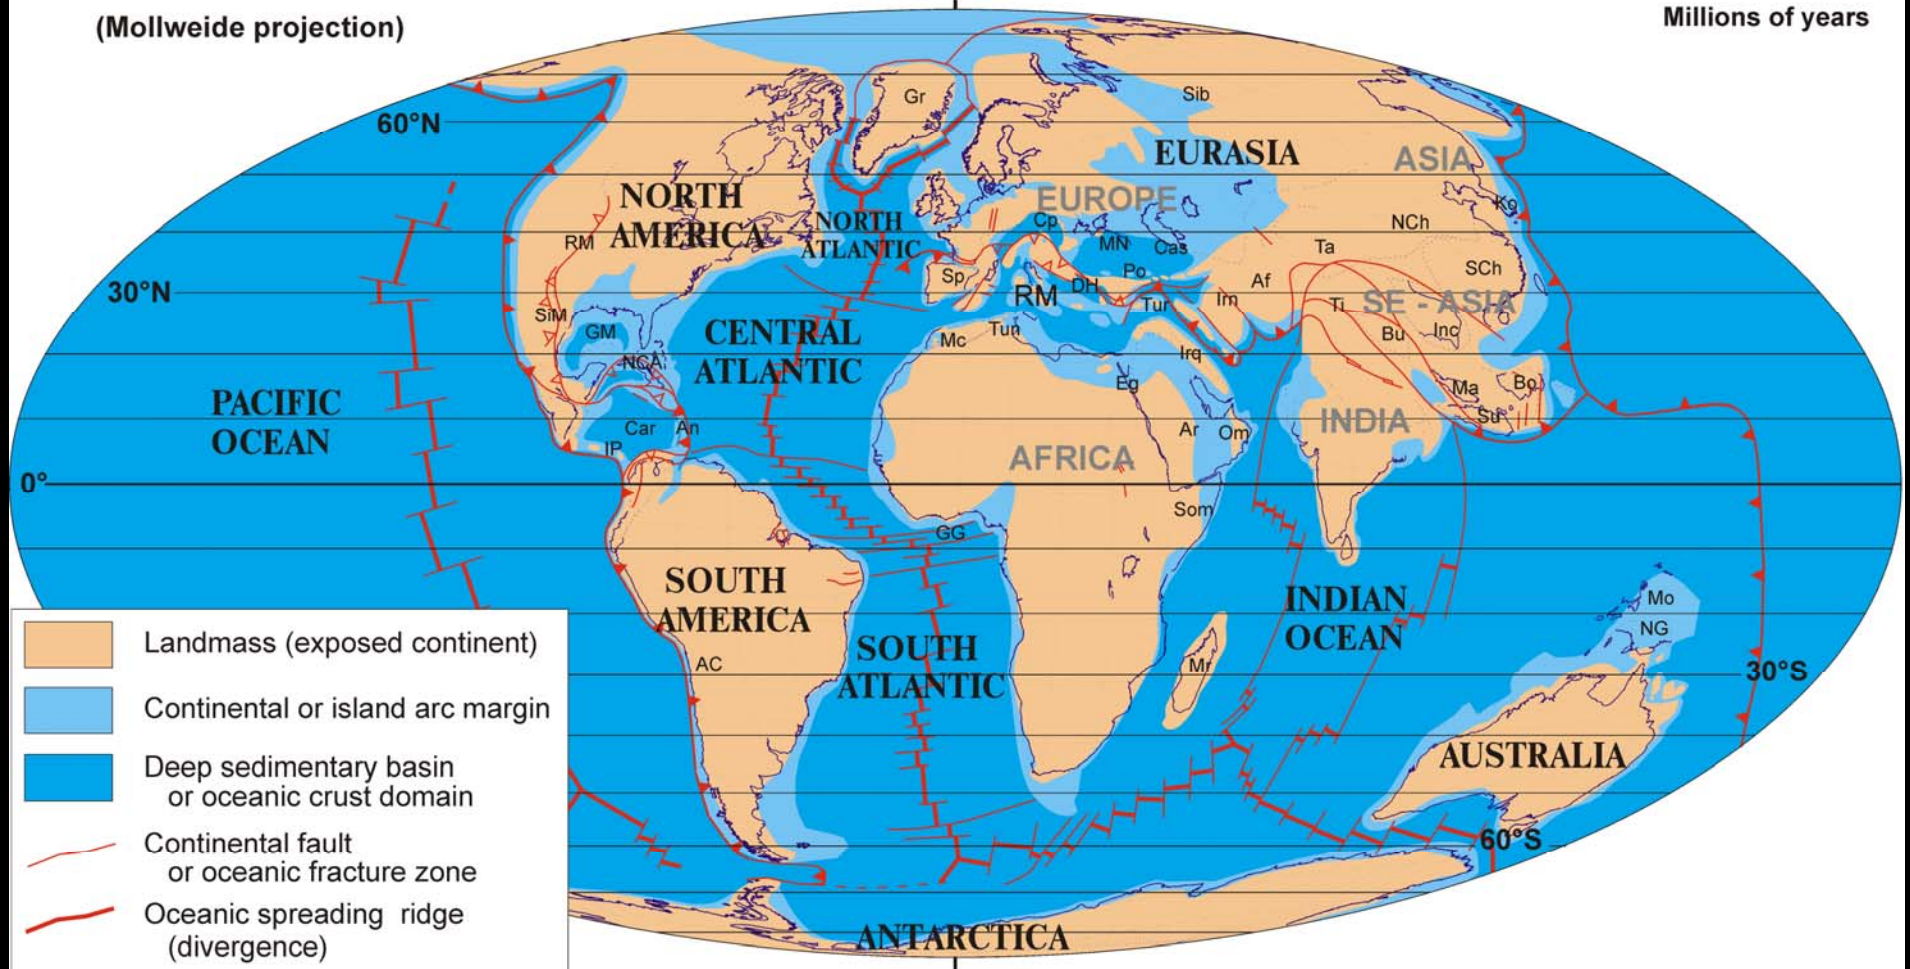 (Mollweide projection)
Millions of years
Gr
Sib
60°N
EURASIA
ASIA
NORTH
AMERICA
EUROPE
Ko
NORTH
ATLANTIC
Cp
NCh
RM
MN
Cas
Ta
SCh
Sp
Po
DH
Af
30°N
RM
Tur
Irn
Ti
SE - ASIA
SiM
GM
CENTRAL
ATLANTIC
Mc
Tun
Bu
Inc
NCA
Irq
Eg
Ma
Bo
PACIFIC
OCEAN
Car
An
Ar
Om
INDIA
Su
IP
AFRICA
0°
Som
GG
SOUTH
AMERICA
INDIAN
OCEAN
Mo
NG
SOUTH
ATLANTIC
AC
Mr
30°S
AUSTRALIA
60°S
ANTARCTICA
Landmass (exposed continent)
Continental or island arc margin
Deep sedimentary basin
or oceanic crust domain
Continental fault
or oceanic fracture zone
Oceanic spreading ridge
(divergence)